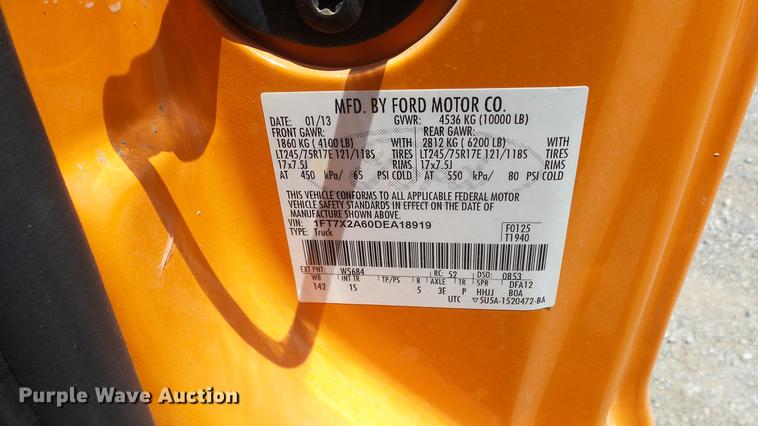 MFD. BY FORD MOTOR CO.
DATE: 01/13 GVWR: 4536 KG (10000 LB)
FRONT GAWR: REAR GAWR:
1860 KG ( 4100 LB) WITH 2812 KG ( 6200 LB) WITH
LT245/75R17E 121/118S TIRES LT245/75R17E 121/118S TIRES
17x7.5J RIMS 17x7.5J RIMS
AT 450 kPa/ 65 PSI COLD AT 550 kPa/ 80 PSI COLD
THIS VEHICLE CONFORMS TO ALL APPLICABLE FEDERAL MOTOR
VEHICLE SAFETY STANDARDS IN EFFECT ON THE DATE OF
MANUFACTURE SHOWN ABOVE.
VIN: 1FT7X2A60DEA18919 F0125
TYPE: Truck T1940
EXT PNT: W5684 RC: 52 DSO: 0853
WB INT TR TP/PS R AXLE TR SPR DFA12
142 IS 5 3E P HHJJ BOA
UTC ▽5U5A-1520472-BA
Purple Wave Auction®